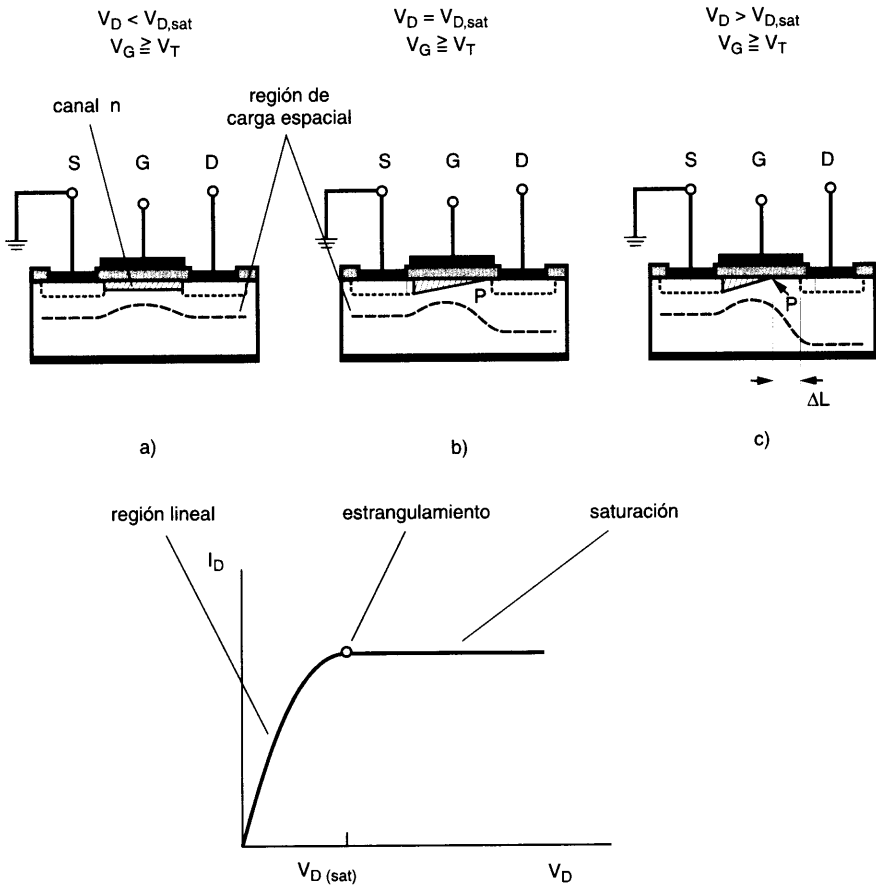 V_D < V_D,sat
V_G ≧ V_T
V_D = V_D,sat
V_G ≧ V_T
V_D > V_D,sat
V_G ≧ V_T
canal n
región de
carga espacial
S G D
S G D
S G D
P
P
ΔL
a)
b)
c)
región lineal
estrangulamiento
saturación
I_D
V_D (sat)
V_D